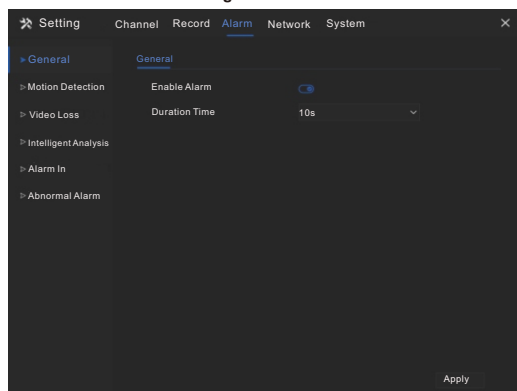 Setting Channel Record Alarm Network System
General
General
Motion Detection
Enable Alarm
Video Loss
Duration Time 10s
Intelligent Analysis
Alarm In
Abnormal Alarm
Apply